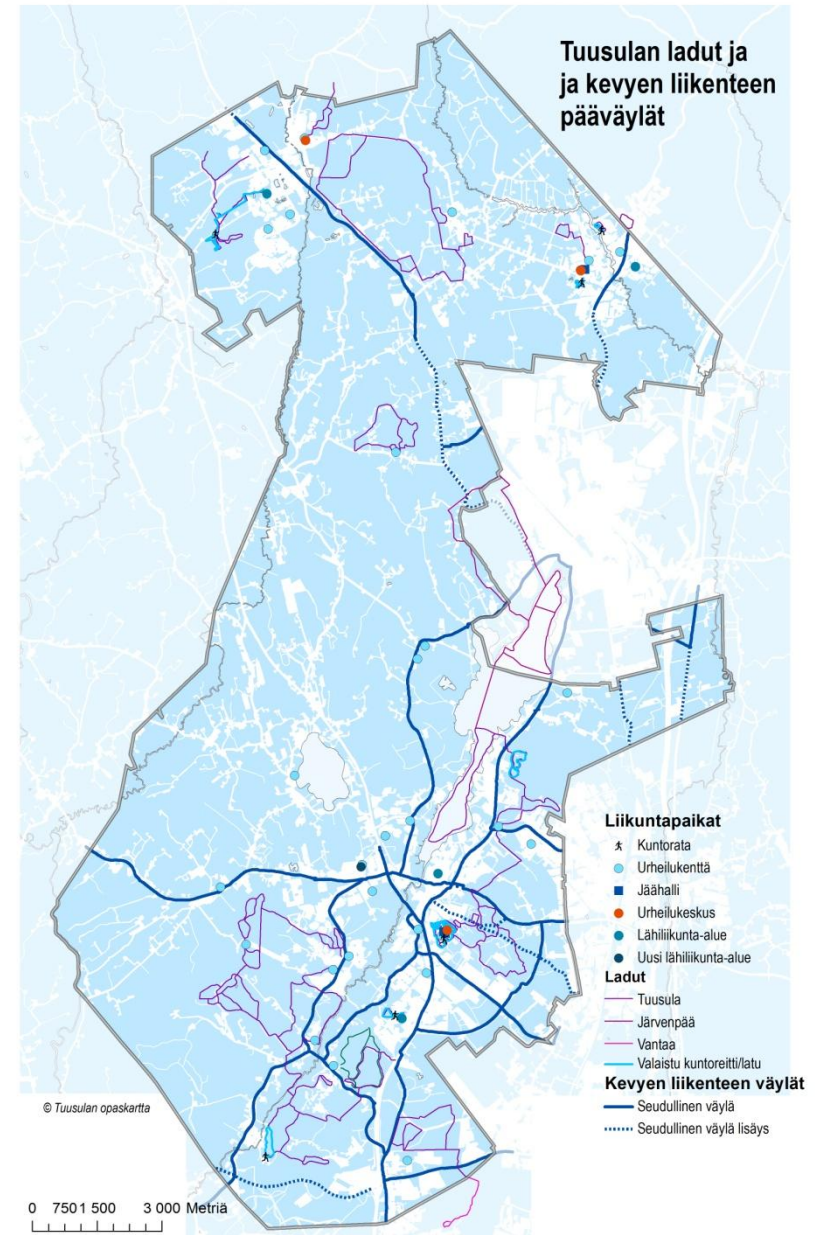 Tuusulan ladut ja
ja kevyen liikenteen
pääväylät
Liikuntapaikat
Kuntorata
Urheilukenttä
Jäähalli
Urheilukeskus
Lähiliikunta-alue
Uusi lähiliikunta-alue
Ladut
Tuusula
Järvenpää
Vantaa
Valaistu kuntoreitti/latu
Kevyen liikenteen väylät
Seudullinen väylä
Seudullinen väylä lisäys
© Tuusulan opaskartta
0 750 1 500 3 000 Metriä